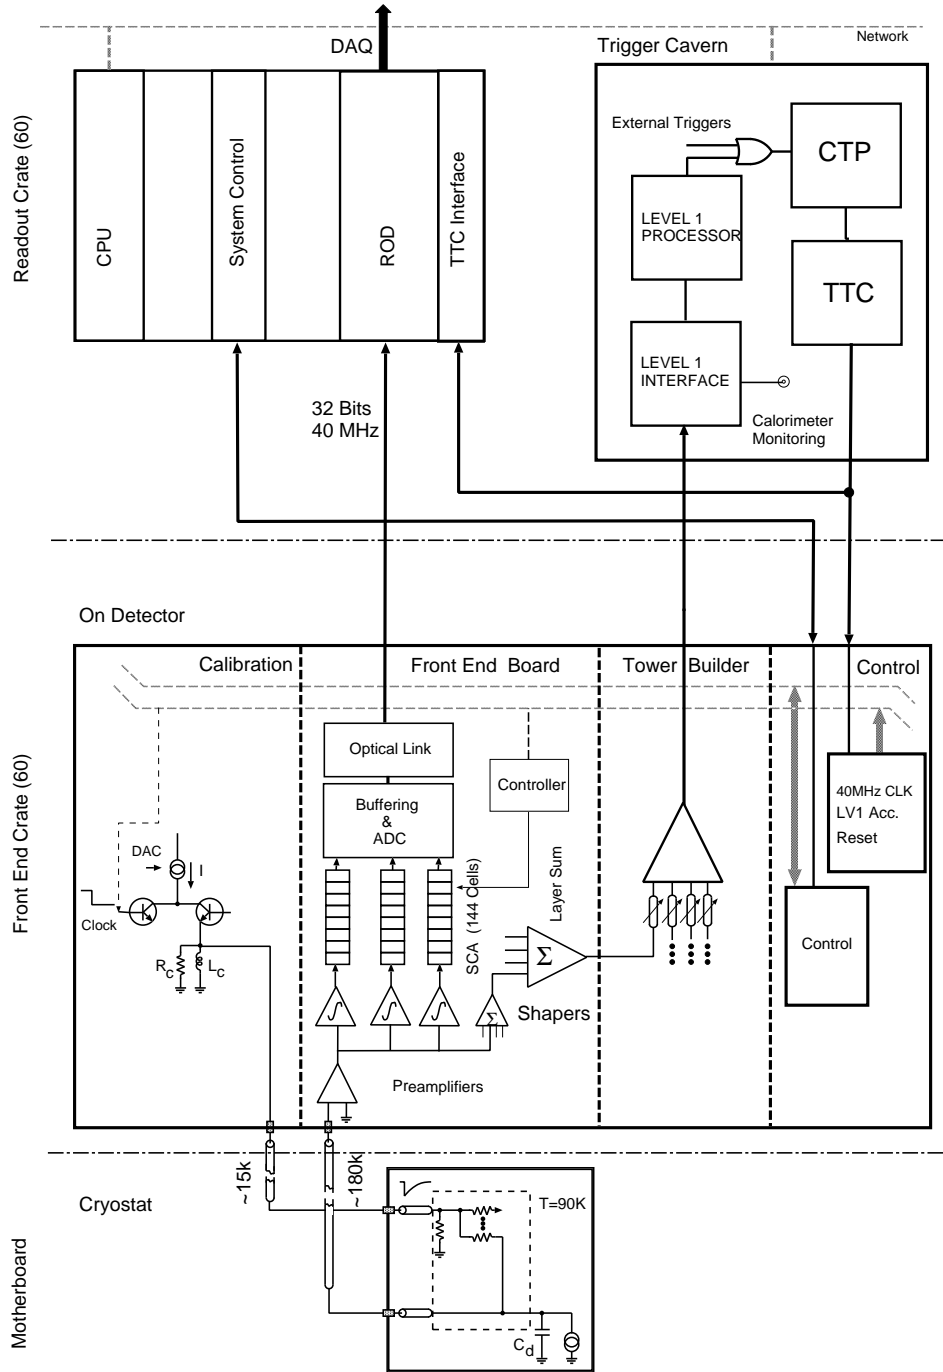 DAQ
Network
Trigger Cavern
External Triggers
CTP
LEVEL 1
PROCESSOR
TTC
LEVEL 1
INTERFACE
Calorimeter
Monitoring
Readout Crate (60)
CPU
System Control
ROD
TTC Interface
32 Bits
40 MHz
On Detector
Calibration
Front End Board
Tower Builder
Control
Front End Crate (60)
Optical Link
Controller
Buffering
&
ADC
40MHz CLK
LV1 Acc.
Reset
DAC
I
Clock
SCA (144 Cells)
Layer Sum
Σ
Control
Rc
Lc
Σ
Shapers
Preamplifiers
~15k
~180k
Cryostat
T=90K
Motherboard
Cd